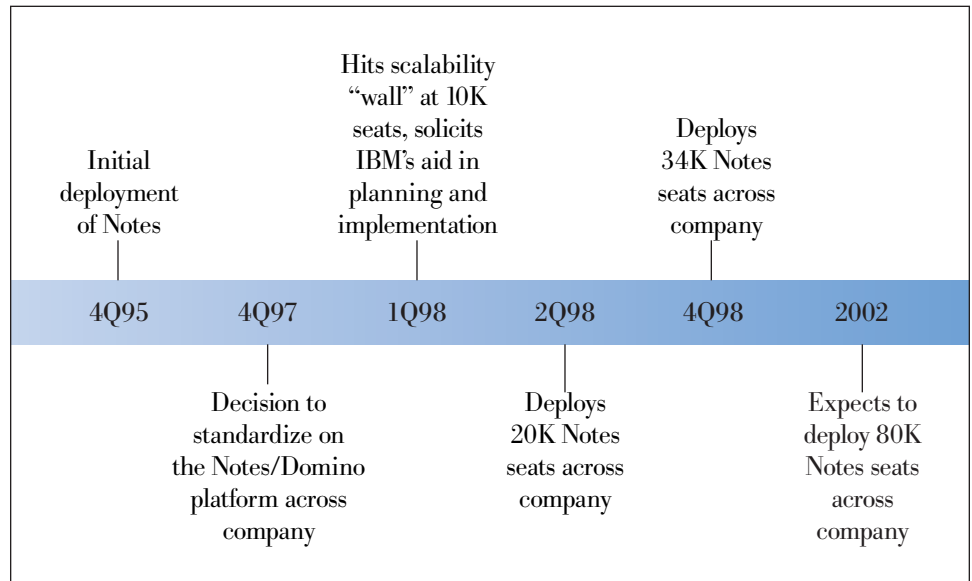 Initial
deployment
of Notes
Hits scalability
“wall” at 10K
seats, solicits
IBM’s aid in
planning and
implementation
Deploys
34K Notes
seats across
company
4Q95
4Q97
1Q98
2Q98
4Q98
2002
Decision to
standardize on
the Notes/Domino
platform across
company
Deploys
20K Notes
seats across
company
Expects to
deploy 80K
Notes seats
across
company